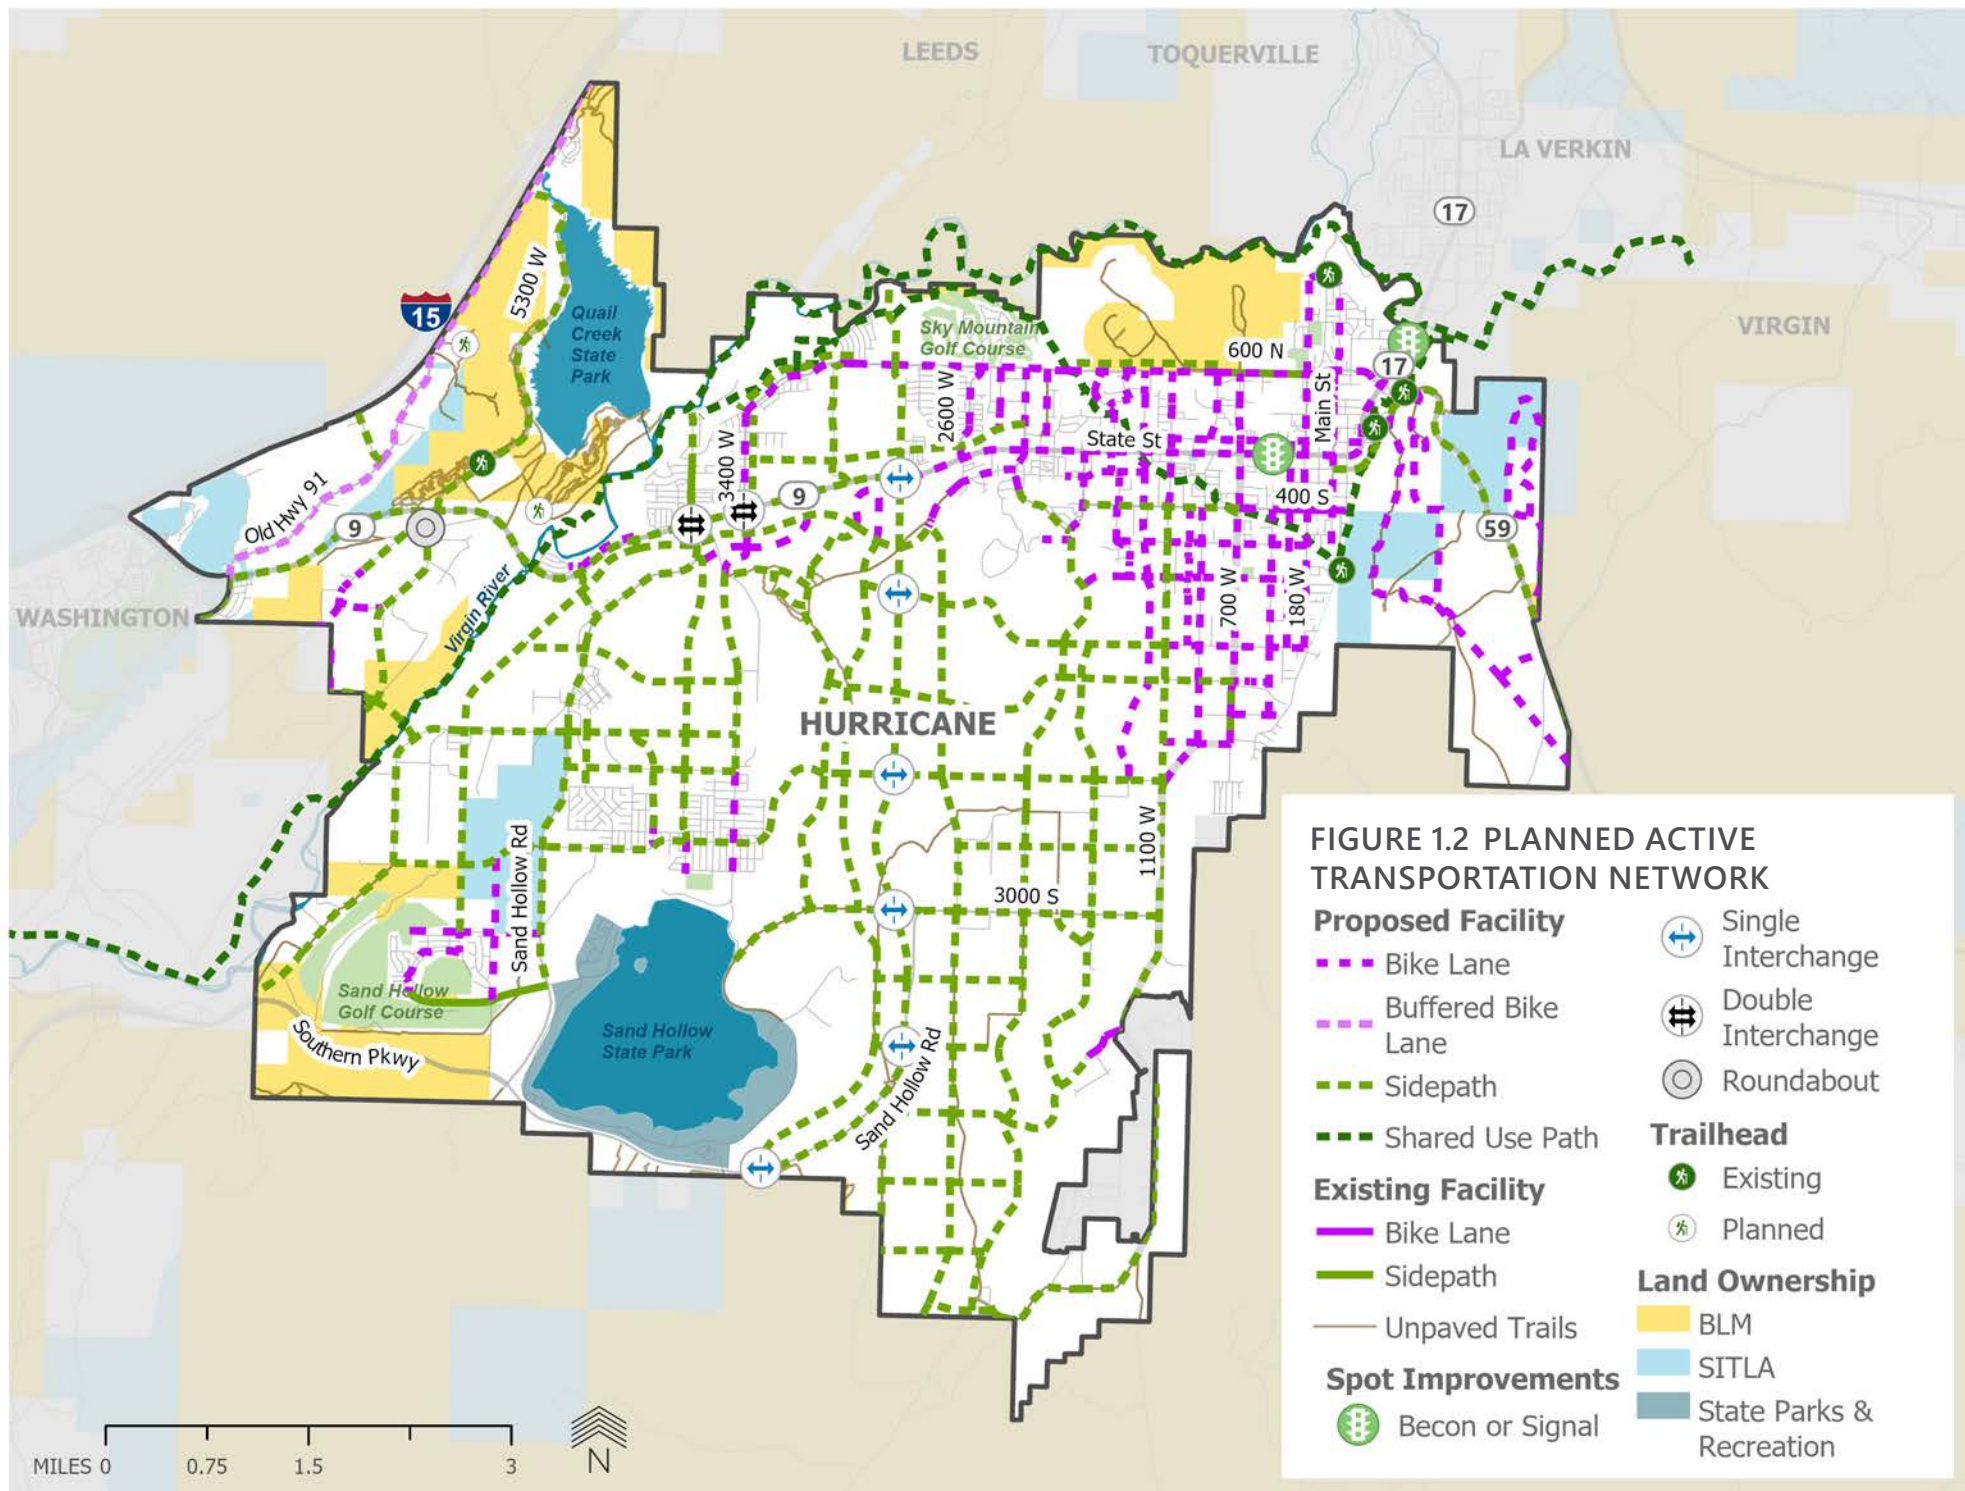 LEEDS
TOQUERVILLE
LA VERKIN
17
VIRGIN
5300 W
15
Quail
Creek
State
Park
Sky Mountain
Golf Course
600 N
17
Main St
2600 W
State St
3400 W
9
400 S
59
Old Hwy 91
9
Virgin River
WASHINGTON
700 W
180 W
HURRICANE
1100 W
Sand Hollow Rd
3000 S
Sand Hollow
Golf Course
Southern Pkwy
Sand Hollow
State Park
Sand Hollow Rd
FIGURE 1.2 PLANNED ACTIVE
TRANSPORTATION NETWORK
Proposed Facility
Bike Lane
Buffered Bike
Lane
Sidepath
Shared Use Path
Existing Facility
Bike Lane
Sidepath
Unpaved Trails
Spot Improvements
Becon or Signal
Single
Interchange
Double
Interchange
Roundabout
Trailhead
Existing
Planned
Land Ownership
BLM
SITLA
State Parks &
Recreation
MILES 0 0.75 1.5 3
N